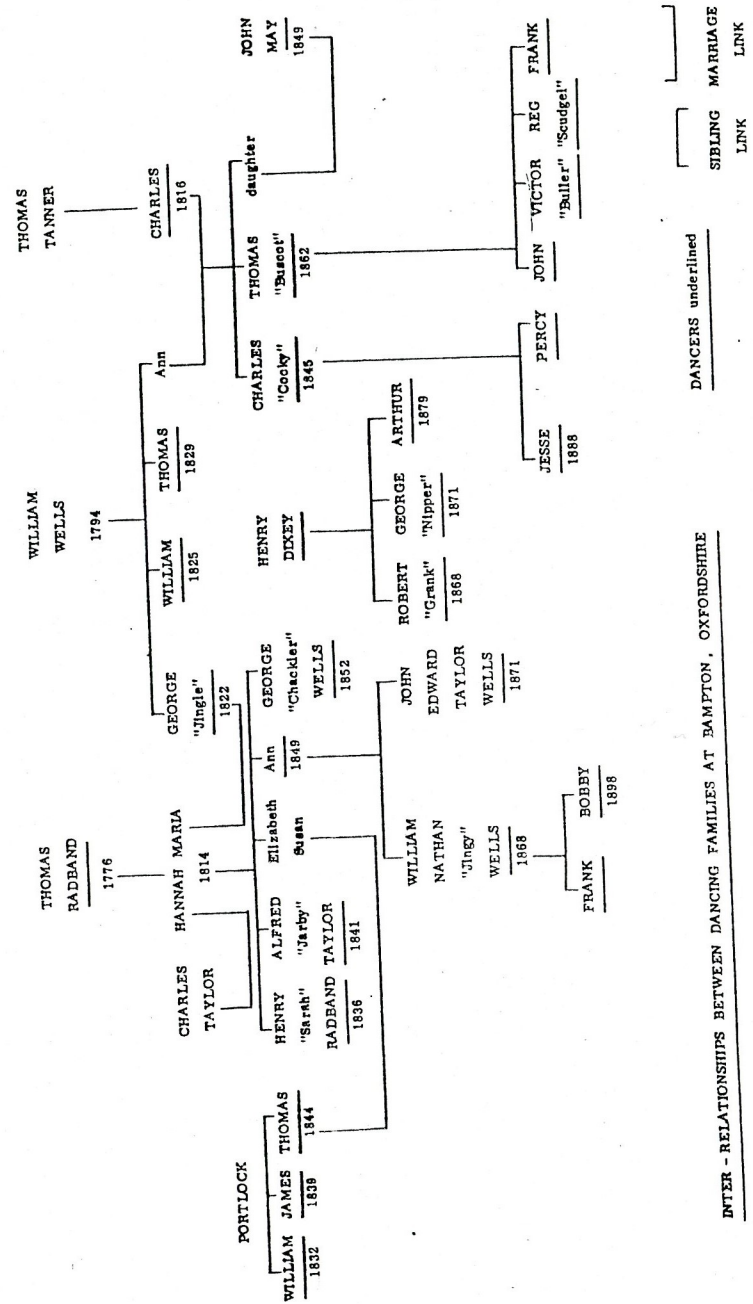 THOMAS
RADBAND
1776
WILLIAM
WELLS
1794
THOMAS
TANNER
CHARLES
TAYLOR
HANNAH MARIA
1814
GEORGE
"Jingle"
1822
WILLIAM
1825
THOMAS
1829
Ann
CHARLES
1816
PORTLOCK
WILLIAM
1832
JAMES
1839
THOMAS
1844
HENRY
"Sarah"
RADBAND
1836
ALFRED
"Jarby"
TAYLOR
1841
Elizabeth
Susan
Ann
1849
GEORGE
"Chackler"
WELLS
1852
HENRY
DIXEY
CHARLES
"Cocky"
1845
THOMAS
"Buscot"
1862
daughter
JOHN
MAY
1849
WILLIAM
NATHAN
"Jingy"
WELLS
1868
JOHN
EDWARD
TAYLOR
WELLS
1871
ROBERT
"Grank"
1868
GEORGE
"Nipper"
1871
ARTHUR
1879
FRANK
BOBBY
1898
JESSE
1888
PERCY
JOHN
VICTOR
"Buller"
REG
"Scudgel"
FRANK
DANCERS underlined
SIBLING
LINK
MARRIAGE
LINK
INTER - RELATIONSHIPS BETWEEN DANCING FAMILIES AT BAMPTON, OXFORDSHIRE